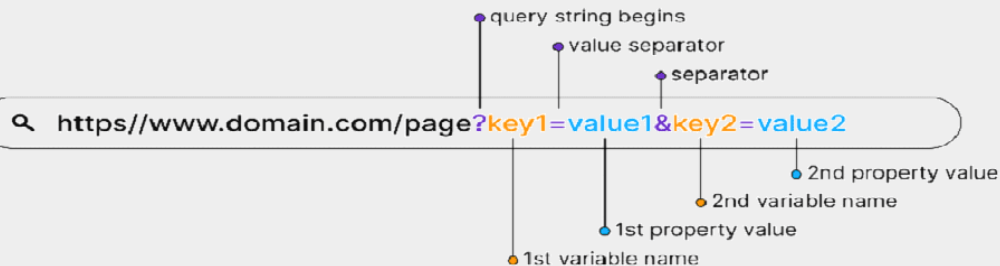 query string begins
value separator
separator
https//www.domain.com/page?key1=value1&key2=value2
2nd property value
2nd variable name
1st property value
1st variable name